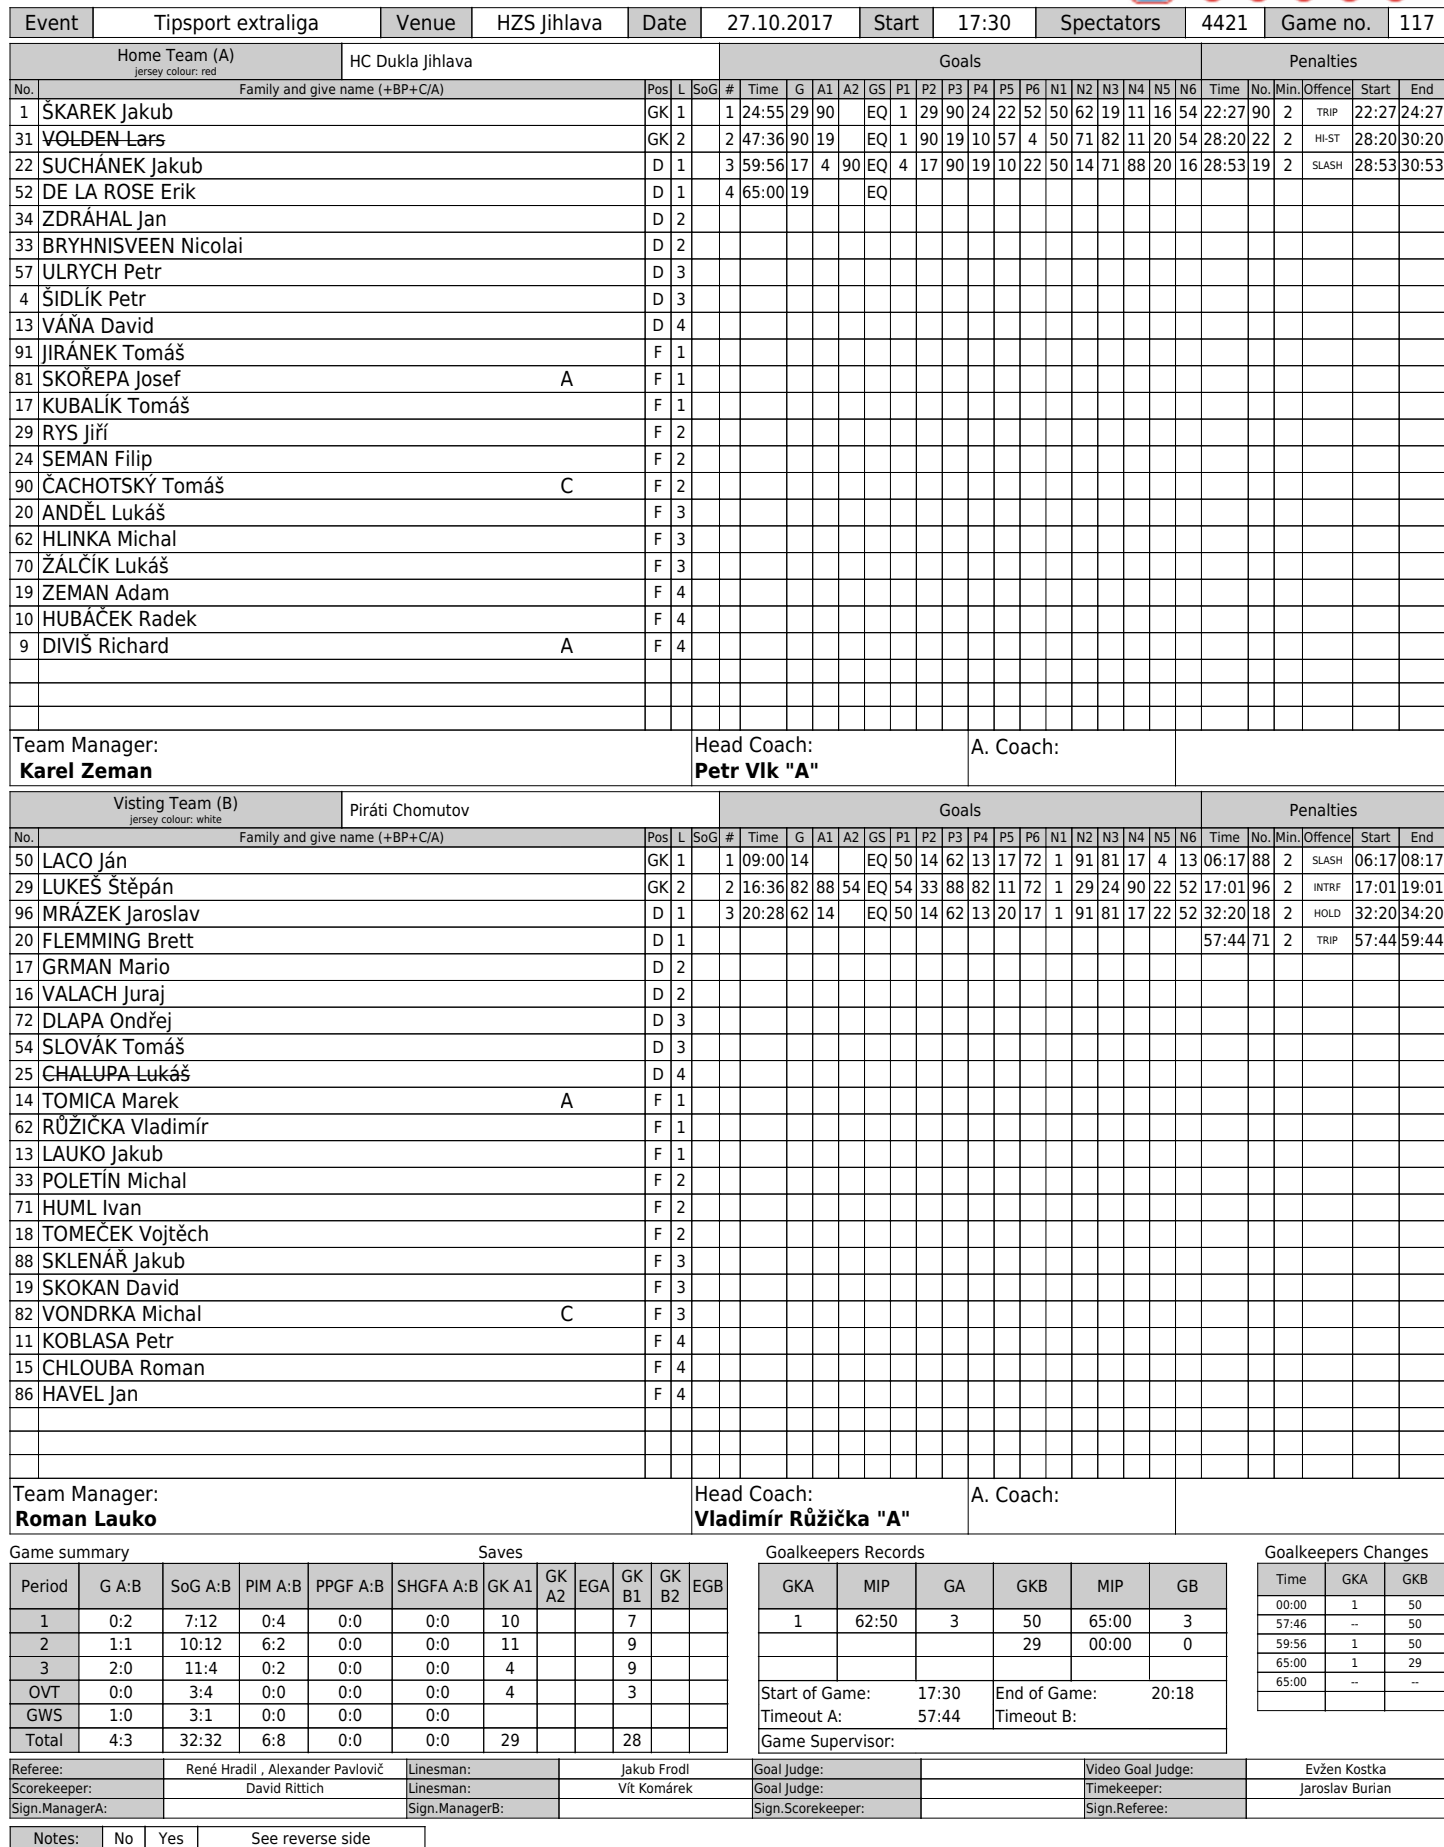 Event Tipsport extraliga Venue HZS Jihlava Date 27.10.2017 Start 17:30 Spectators 4421 Game no. 117
Home Team (A) jersey colour: red HC Dukla Jihlava Goals Penalties
No. Family and give name (+BP+C/A) Pos L SoG # Time G A1 A2 GS P1 P2 P3 P4 P5 P6 N1 N2 N3 N4 N5 N6 Time No. Min. Offence Start End
1 ŠKAREK Jakub GK 1 1 24:55 29 90 EQ 1 29 90 24 22 52 50 62 19 11 16 54 22:27 90 2 TRIP 22:27 24:27
31 VOLDEN Lars GK 2 2 47:36 90 19 EQ 1 90 19 10 57 4 50 71 82 11 20 54 28:20 22 2 HI-ST 28:20 30:20
22 SUCHÁNEK Jakub D 1 3 59:56 17 4 90 EQ 4 17 90 19 10 22 50 14 71 88 20 16 28:53 19 2 SLASH 28:53 30:53
52 DE LA ROSE Erik D 1 4 65:00 19 EQ
34 ZDRÁHAL Jan D 2
33 BRYHNISVEEN Nicolai D 2
57 ULRYCH Petr D 3
4 ŠIDLÍK Petr D 3
13 VÁŇA David D 4
91 JIRÁNEK Tomáš F 1
81 SKOŘEPA Josef A F 1
17 KUBALÍK Tomáš F 1
29 RYS Jiří F 2
24 SEMAN Filip F 2
90 ČACHOTSKÝ Tomáš C F 2
20 ANDĚL Lukáš F 3
62 HLINKA Michal F 3
70 ŽÁLČÍK Lukáš F 3
19 ZEMAN Adam F 4
10 HUBÁČEK Radek F 4
9 DIVIŠ Richard A F 4
Team Manager: Head Coach: A. Coach:
Karel Zeman Petr Vlk "A"
Visting Team (B) jersey colour: white Piráti Chomutov Goals Penalties
No. Family and give name (+BP+C/A) Pos L SoG # Time G A1 A2 GS P1 P2 P3 P4 P5 P6 N1 N2 N3 N4 N5 N6 Time No. Min. Offence Start End
50 LACO Ján GK 1 1 09:00 14 EQ 50 14 62 13 17 72 1 91 81 17 4 13 06:17 88 2 SLASH 06:17 08:17
29 LUKEŠ Štěpán GK 2 2 16:36 82 88 54 EQ 54 33 88 82 11 72 1 29 24 90 22 52 17:01 96 2 INTRF 17:01 19:01
96 MRÁZEK Jaroslav D 1 3 20:28 62 14 EQ 50 14 62 13 20 17 1 91 81 17 22 52 32:20 18 2 HOLD 32:20 34:20
20 FLEMMING Brett D 1 57:44 71 2 TRIP 57:44 59:44
17 GRMAN Mario D 2
16 VALACH Juraj D 2
72 DLAPA Ondřej D 3
54 SLOVÁK Tomáš D 3
25 CHALUPA Lukáš D 4
14 TOMICA Marek A F 1
62 RŮŽIČKA Vladimír F 1
13 LAUKO Jakub F 1
33 POLETÍN Michal F 2
71 HUML Ivan F 2
18 TOMEČEK Vojtěch F 2
88 SKLENÁŘ Jakub F 3
19 SKOKAN David F 3
82 VONDRKA Michal C F 3
11 KOBLASA Petr F 4
15 CHLOUBA Roman F 4
86 HAVEL Jan F 4
Team Manager: Head Coach: A. Coach:
Roman Lauko Vladimír Růžička "A"
Game summary Saves Goalkeepers Records Goalkeepers Changes
Period G A:B SoG A:B PIM A:B PPGF A:B SHGFA A:B GK A1 GK A2 EGA GK B1 GK B2 EGB GKA MIP GA GKB MIP GB Time GKA GKB
1 0:2 7:12 0:4 0:0 0:0 10 7 1 62:50 3 50 65:00 3 00:00 1 50
2 1:1 10:12 6:2 0:0 0:0 11 9 29 00:00 0 57:46 -- 50
3 2:0 11:4 0:2 0:0 0:0 4 9 59:56 1 50
OVT 0:0 3:4 0:0 0:0 0:0 4 3 Start of Game: 17:30 End of Game: 20:18 65:00 1 29
GWS 1:0 3:1 0:0 0:0 0:0 Timeout A: 57:44 Timeout B: 65:00 -- --
Total 4:3 32:32 6:8 0:0 0:0 29 28 Game Supervisor:
Referee: René Hradil , Alexander Pavlovič Linesman: Jakub Frodl Goal Judge: Video Goal Judge: Evžen Kostka
Scorekeeper: David Rittich Linesman: Vít Komárek Goal Judge: Timekeeper: Jaroslav Burian
Sign.ManagerA: Sign.ManagerB: Sign.Scorekeeper: Sign.Referee:
Notes: No Yes See reverse side